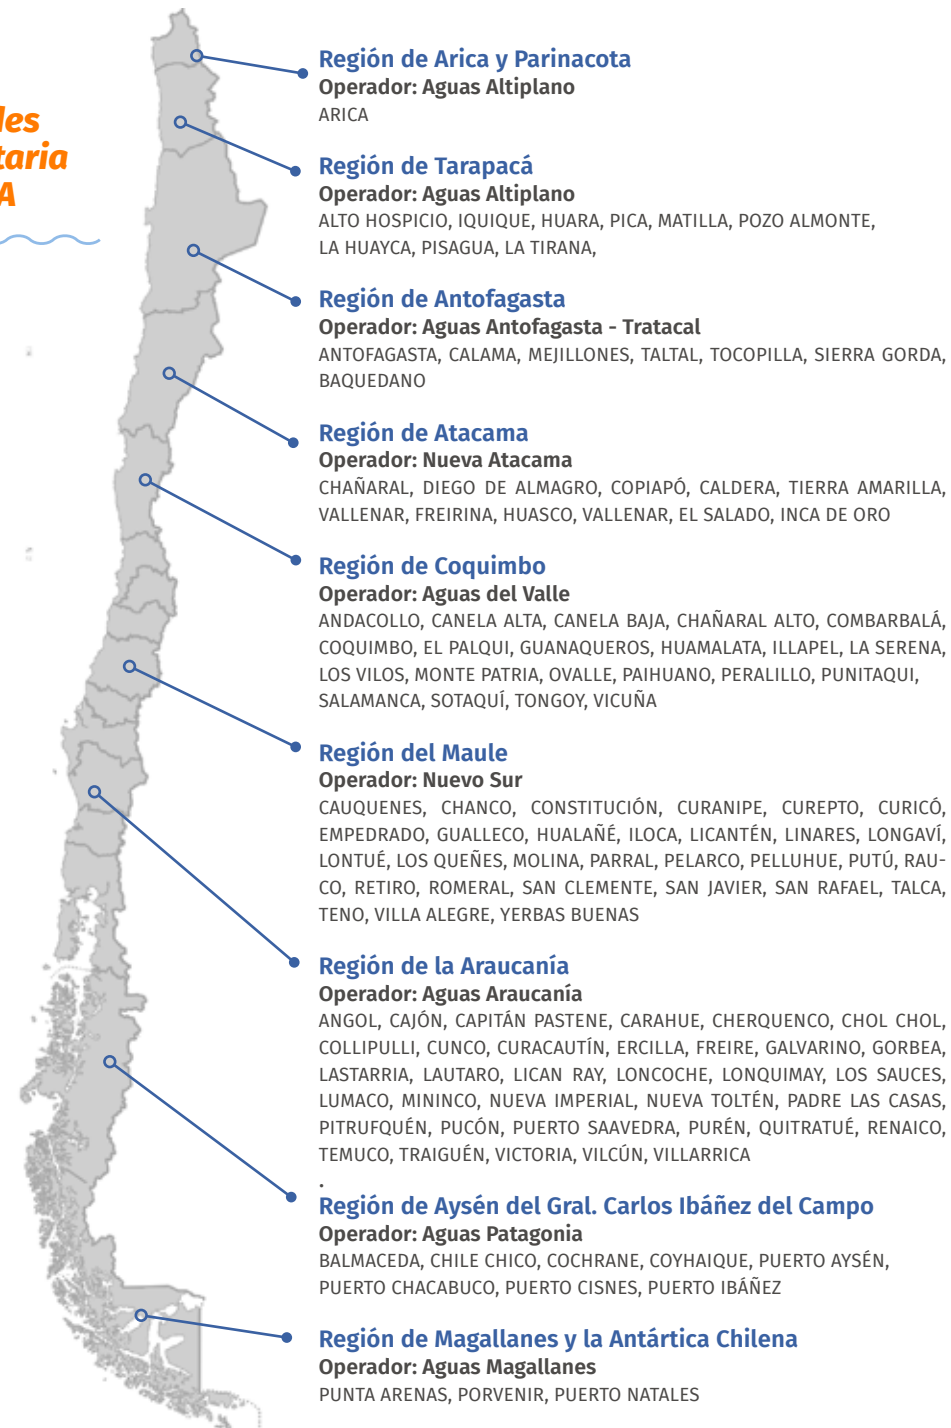 Región de Arica y Parinacota
Operador: Aguas Altiplano
ARICA
Región de Tarapacá
Operador: Aguas Altiplano
ALTO HOSPICIO, IQUIQUE, HUARA, PICA, MATILLA, POZO ALMONTE,
LA HUAYCA, PISAGUA, LA TIRANA,
Región de Antofagasta
Operador: Aguas Antofagasta - Tratacal
ANTOFAGASTA, CALAMA, MEJILLONES, TALTAL, TOCOPILLA, SIERRA GORDA,
BAQUEDANO
Región de Atacama
Operador: Nueva Atacama
CHAÑARAL, DIEGO DE ALMAGRO, COPIAPÓ, CALDERA, TIERRA AMARILLA,
VALLENAR, FREIRINA, HUASCO, VALLENAR, EL SALADO, INCA DE ORO
Región de Coquimbo
Operador: Aguas del Valle
ANDACOLLO, CANELA ALTA, CANELA BAJA, CHAÑARAL ALTO, COMBARBALÁ,
COQUIMBO, EL PALQUI, GUANAQUEROS, HUAMALATA, ILLAPEL, LA SERENA,
LOS VILOS, MONTE PATRIA, OVALLE, PAIHUANO, PERALILLO, PUNITAQUI,
SALAMANCA, SOTAQUÍ, TONGOY, VICUÑA
Región del Maule
Operador: Nuevo Sur
CAUQUENES, CHANCO, CONSTITUCIÓN, CURANIPE, CUREPTO, CURICÓ,
EMPEDRADO, GUALLECO, HUALAÑÉ, ILOCA, LICANTÉN, LINARES, LONGAVÍ,
LONTUÉ, LOS QUEÑES, MOLINA, PARRAL, PELARCO, PELLUHUE, PUTÚ, RAU-
CO, RETIRO, ROMERAL, SAN CLEMENTE, SAN JAVIER, SAN RAFAEL, TALCA,
TENO, VILLA ALEGRE, YERBAS BUENAS
Región de la Araucanía
Operador: Aguas Araucanía
ANGOL, CAJÓN, CAPITÁN PASTENE, CARAHUE, CHERQUENCO, CHOL CHOL,
COLLIPULLI, CUNCO, CURACAUTÍN, ERCILLA, FREIRE, GALVARINO, GORBEA,
LASTARRIA, LAUTARO, LICAN RAY, LONCOCHE, LONQUIMAY, LOS SAUCES,
LUMACO, MININCO, NUEVA IMPERIAL, NUEVA TOLTÉN, PADRE LAS CASAS,
PITRUFQUÉN, PUCÓN, PUERTO SAAVEDRA, PURÉN, QUITRATUÉ, RENAICO,
TEMUCO, TRAIGUÉN, VICTORIA, VILCÚN, VILLARRICA
.
Región de Aysén del Gral. Carlos Ibáñez del Campo
Operador: Aguas Patagonia
BALMACEDA, CHILE CHICO, COCHRANE, COYHAIQUE, PUERTO AYSÉN,
PUERTO CHACABUCO, PUERTO CISNES, PUERTO IBÁÑEZ
Región de Magallanes y la Antártica Chilena
Operador: Aguas Magallanes
PUNTA ARENAS, PORVENIR, PUERTO NATALES